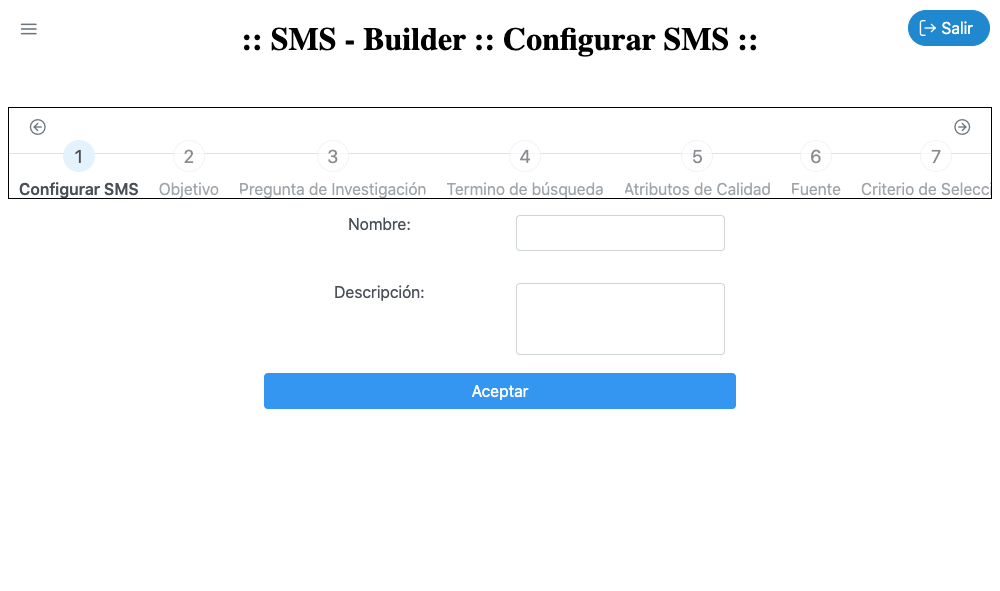 :: SMS - Builder :: Configurar SMS ::
Salir
1 2 3 4 5 6 7
Configurar SMS Objetivo Pregunta de Investigación Termino de búsqueda Atributos de Calidad Fuente Criterio de Selecc
Nombre:
Descripción:
Aceptar